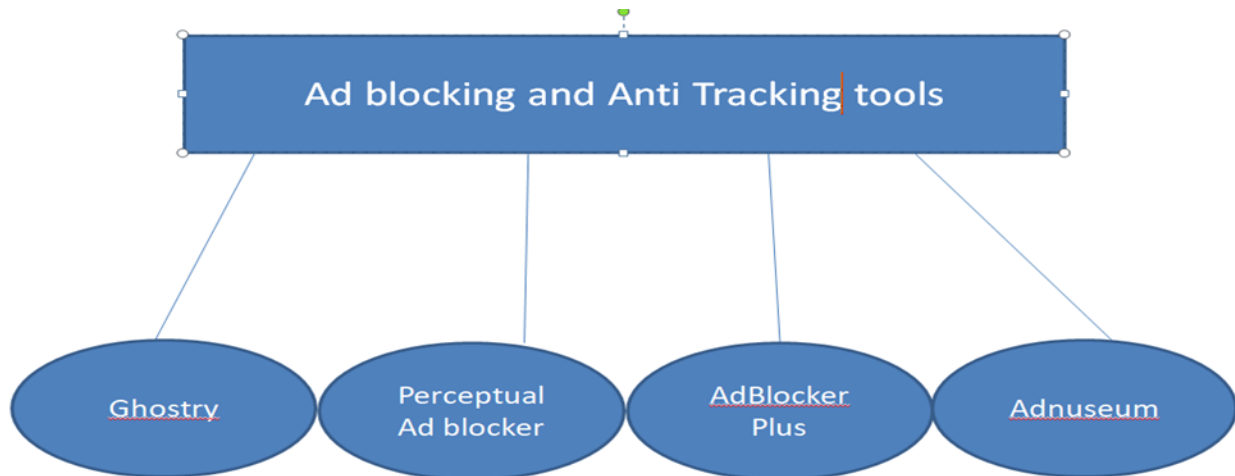 Ad blocking and Anti Tracking tools
Ghostry
Perceptual
Ad blocker
AdBlocker
Plus
Adnuseum